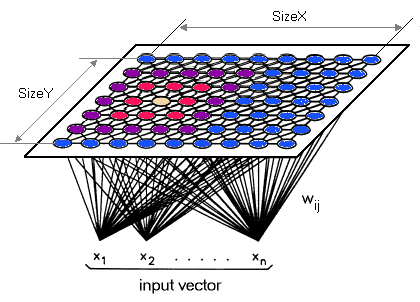 SizeX
SizeY
wij
x1 x2 . . . . . xn
input vector